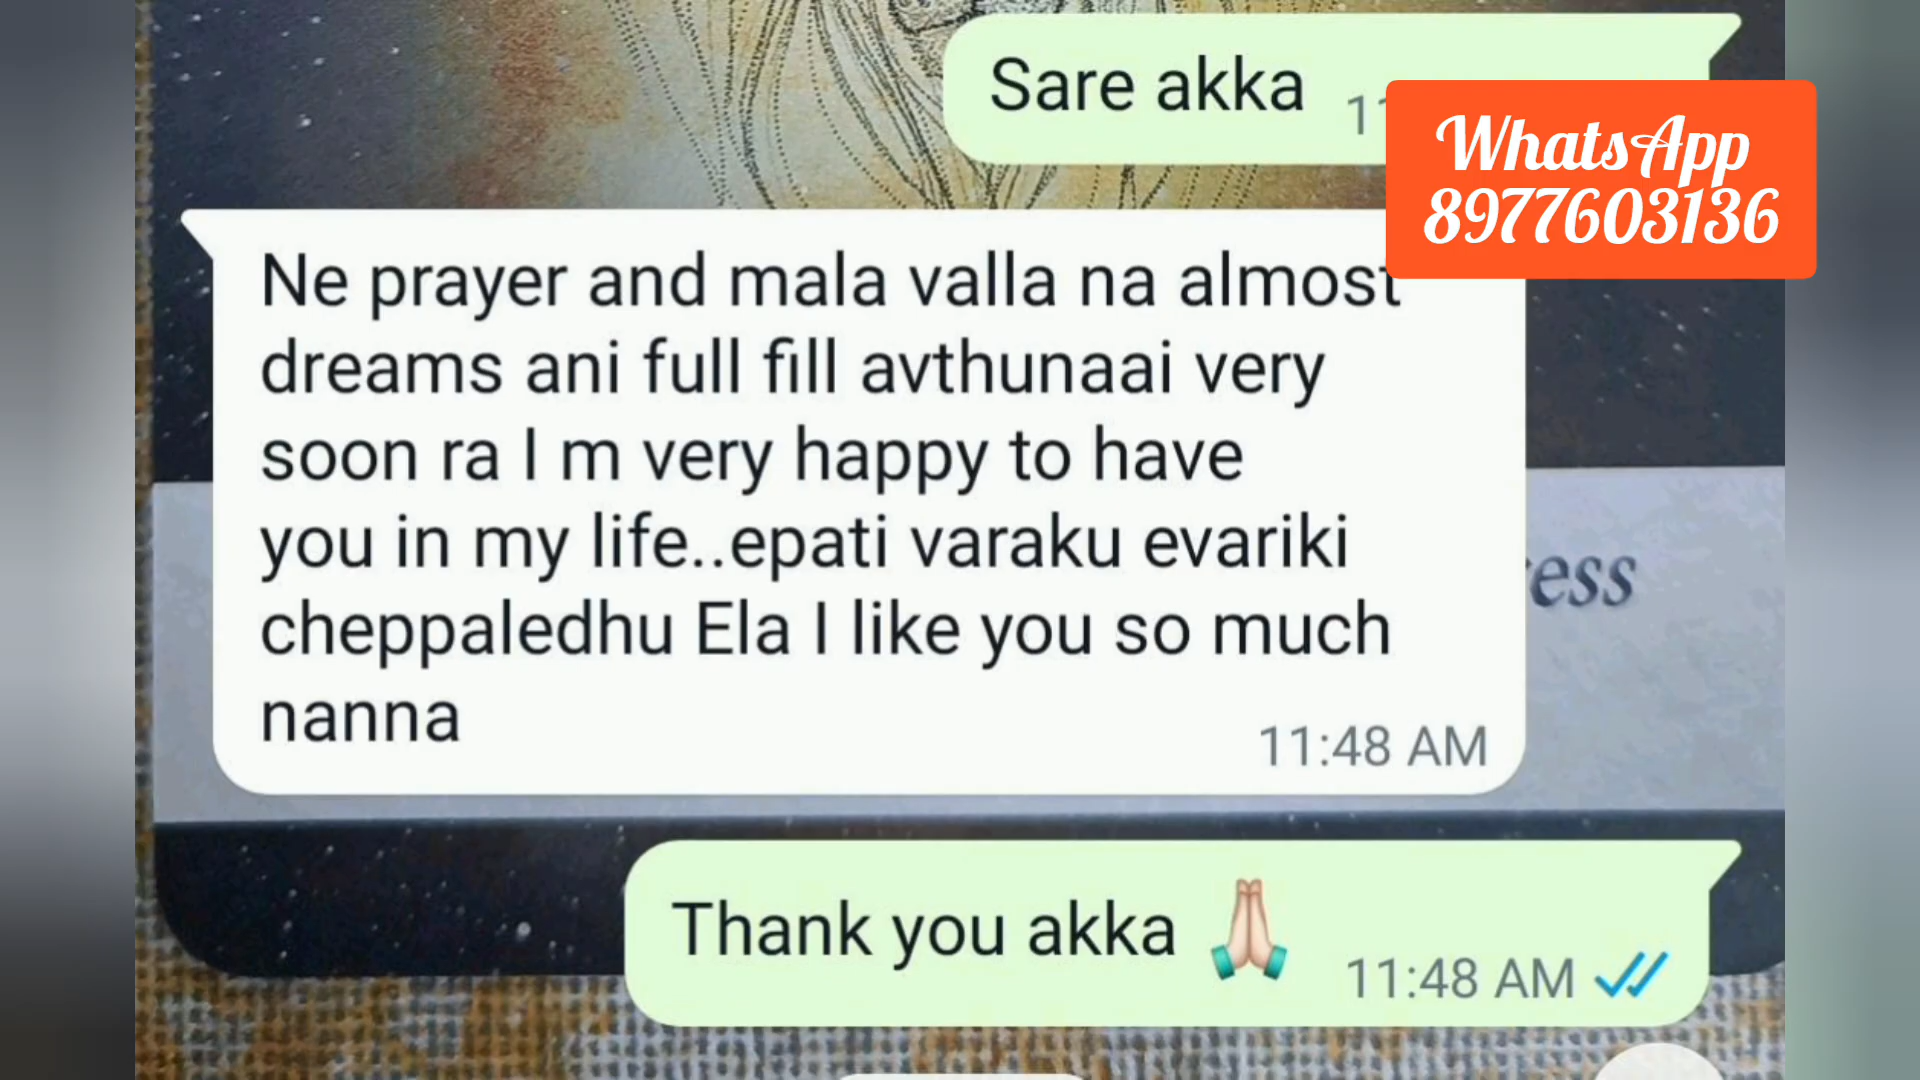 Sare akka
WhatsApp
8977603136
Ne prayer and mala valla na almost
dreams ani full fill avthunaai very
soon ra I m very happy to have
you in my life..epati varaku evariki
cheppaledhu Ela I like you so much
nanna
11:48 AM
Thank you akka 🙏
11:48 AM